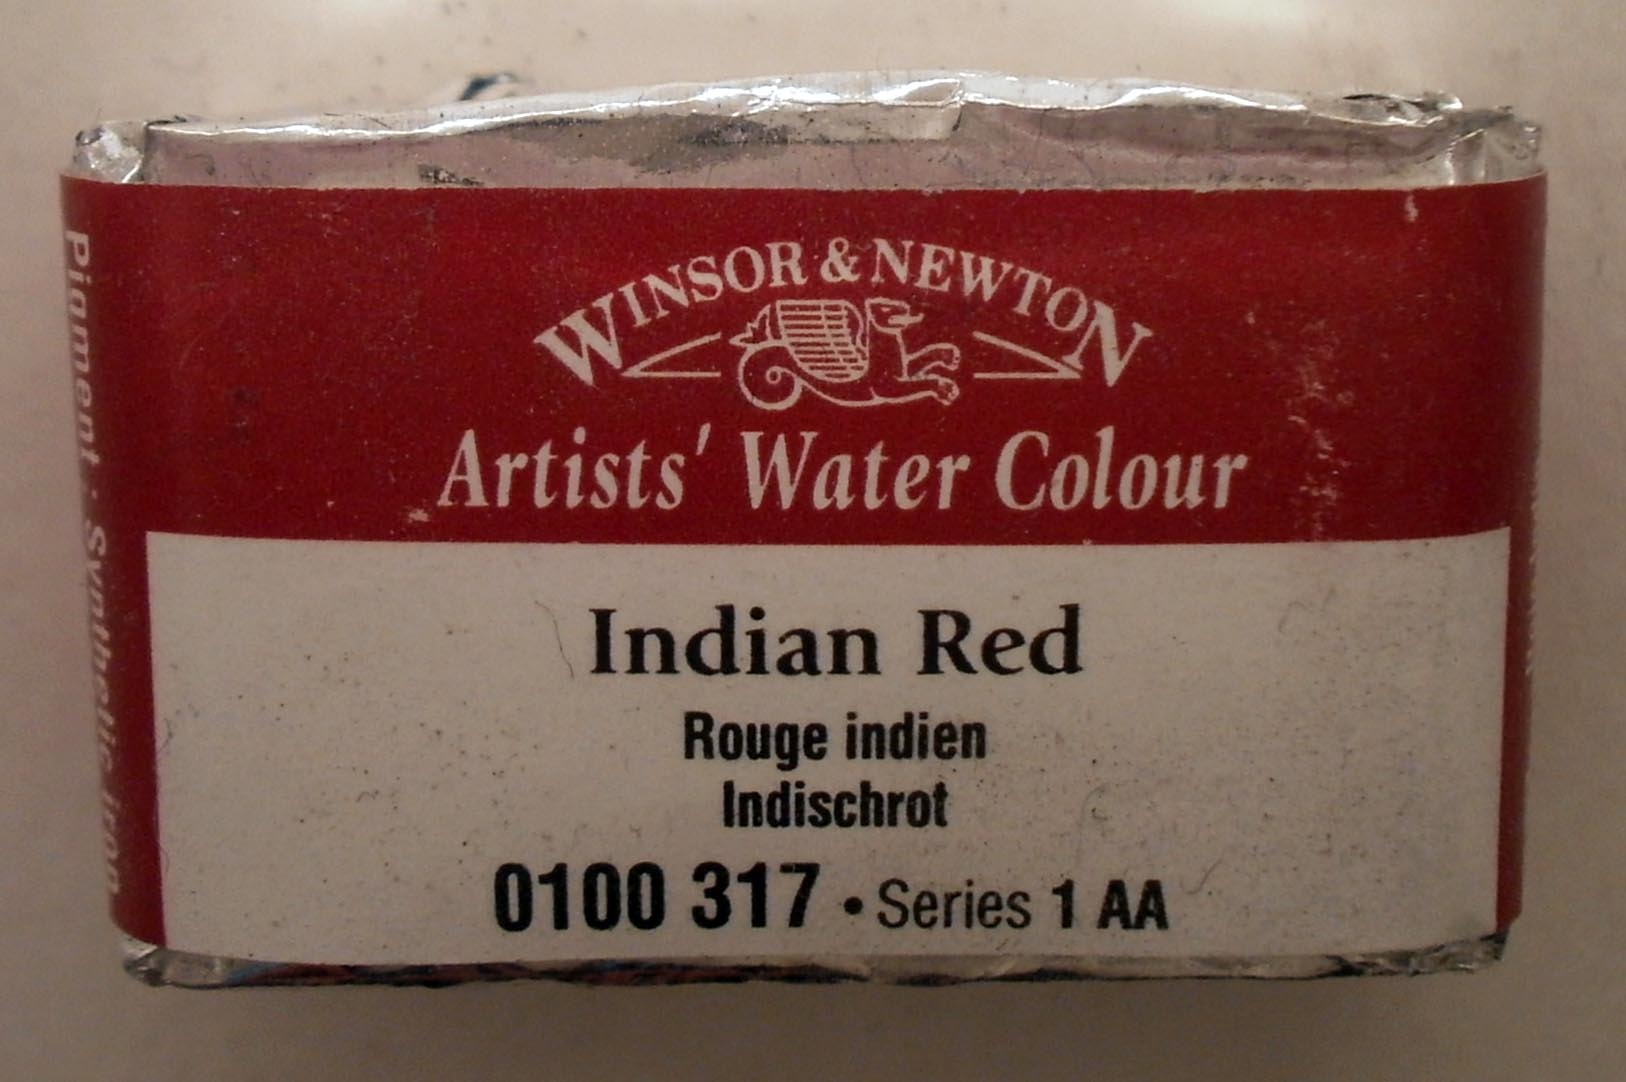 WINSOR & NEWTON
Artists' Water Colour
Indian Red
Rouge indien
Indischrot
0100 317 • Series 1 AA
Pigment: Synthetic iron